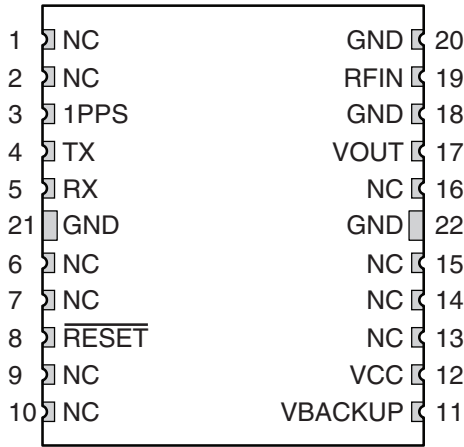 1 NC GND 20
2 NC RFIN 19
3 1PPS GND 18
4 TX VOUT 17
5 RX NC 16
21 GND GND 22
6 NC NC 15
7 NC NC 14
8 RESET NC 13
9 NC VCC 12
10 NC VBACKUP 11